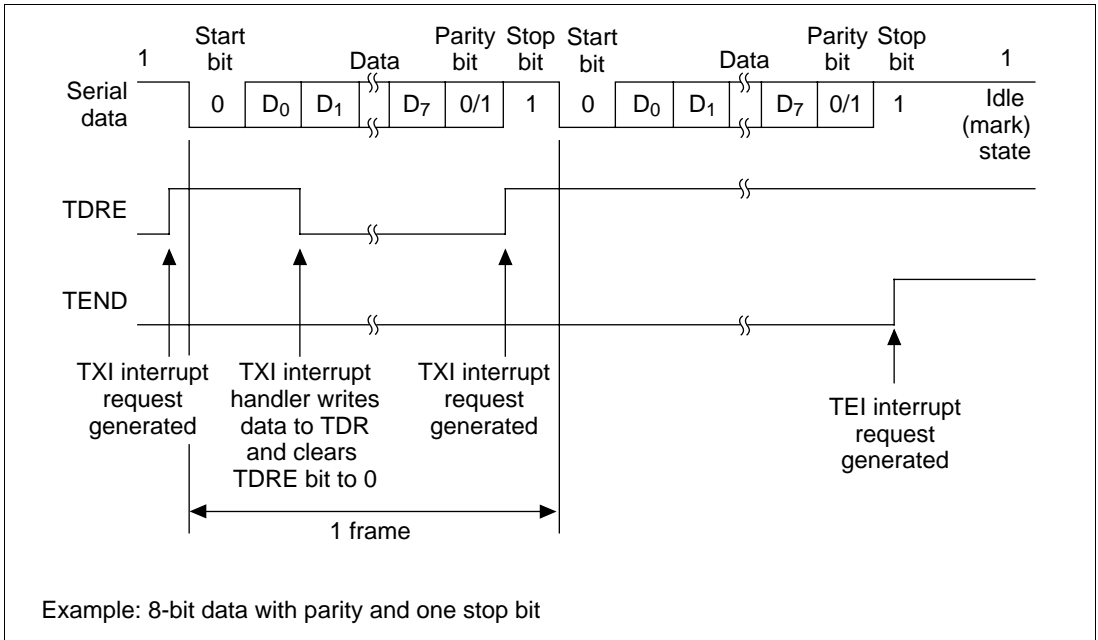 1
Start
bit
Data
Parity
bit
Stop
bit
Start
bit
Data
Parity
bit
Stop
bit
1
Serial
data
0
D0
D1
D7
0/1
1
0
D0
D1
D7
0/1
1
Idle
(mark)
state
TDRE
TEND
TXI interrupt
request
generated
TXI interrupt
handler writes
data to TDR
and clears
TDRE bit to 0
TXI interrupt
request
generated
TEI interrupt
request
generated
1 frame
Example: 8-bit data with parity and one stop bit